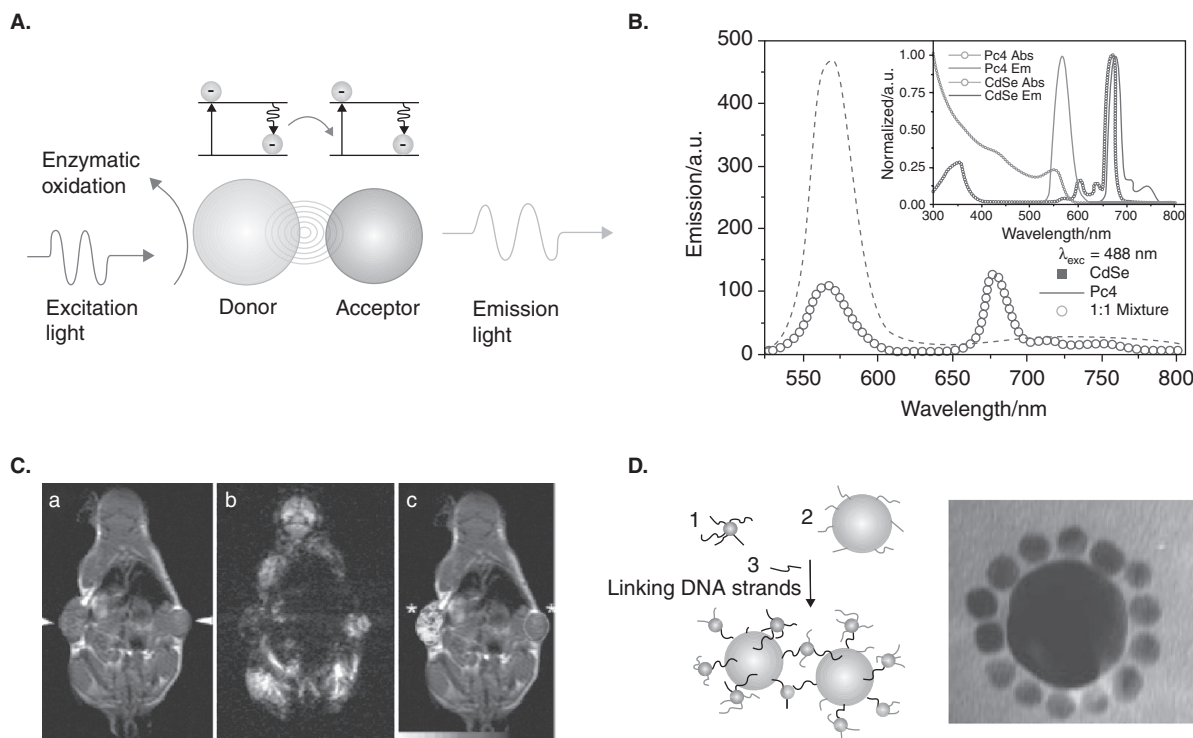 A.
Enzymatic
oxidation
Excitation
light
Donor
Acceptor
Emission
light
B.
Emission/a.u.
500
400
300
200
100
0
550
600
650
700
750
800
Wavelength/nm
Normalized/a.u.
1.00
0.75
0.50
0.25
0.00
300
400
500
600
700
800
Wavelength/nm
Pc4 Abs
Pc4 Em
CdSe Abs
CdSe Em
λexc = 488 nm
CdSe
Pc4
1:1 Mixture
C.
a
b
c
*
*
D.
1
2
3
Linking DNA strands